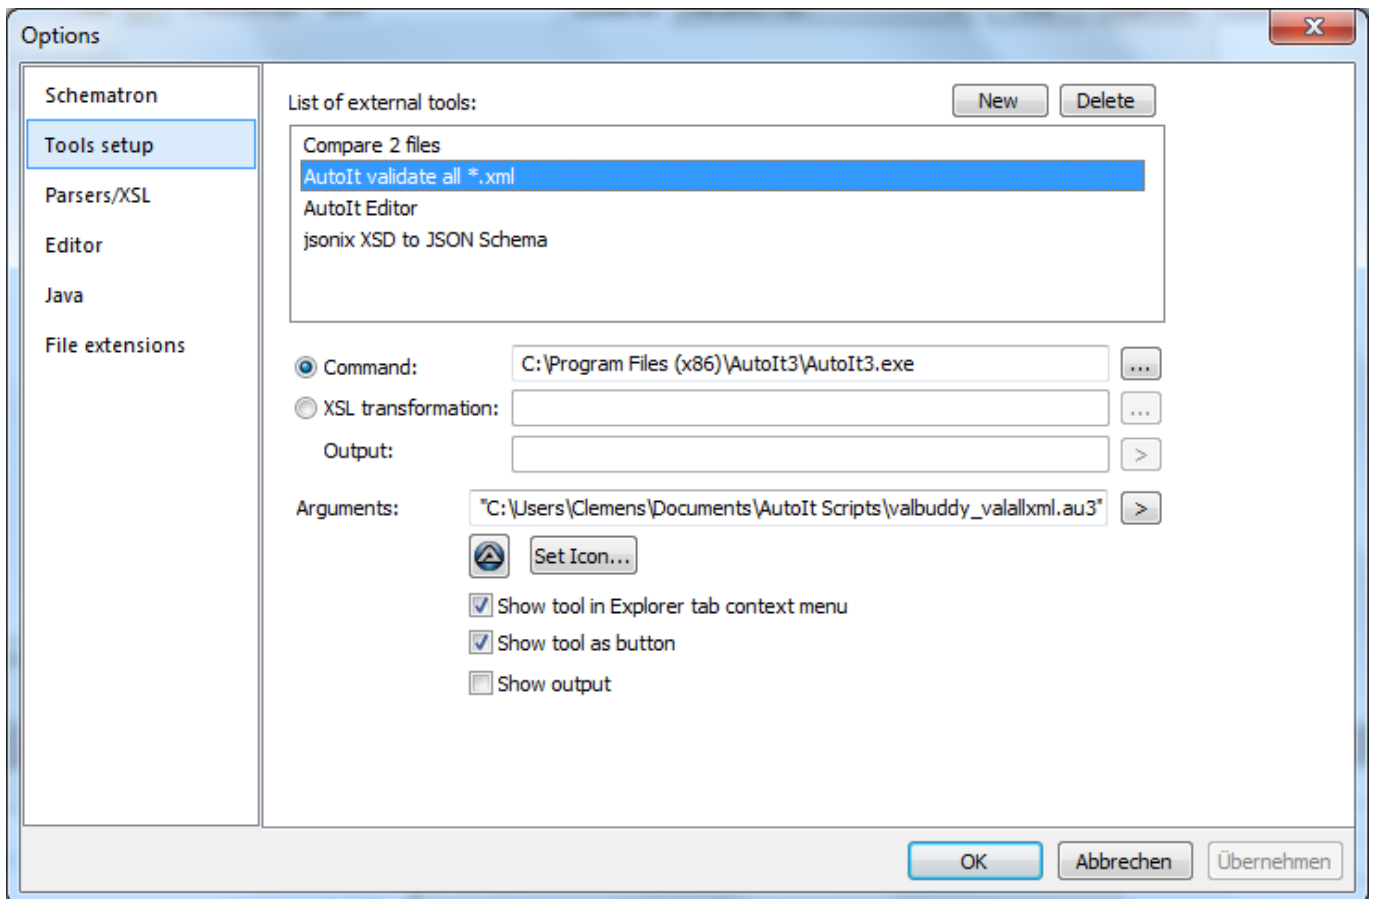 Options
Schematron
Tools setup
Parsers/XSL
Editor
Java
File extensions
List of external tools:
New
Delete
Compare 2 files
AutoIt validate all *.xml
AutoIt Editor
jsonix XSD to JSON Schema
Command:
C:\Program Files (x86)\AutoIt3\AutoIt3.exe
...
XSL transformation:
...
Output:
>
Arguments:
"C:\Users\Clemens\Documents\AutoIt Scripts\valbuddy_valallxml.au3"
>
Set Icon...
Show tool in Explorer tab context menu
Show tool as button
Show output
OK
Abbrechen
Übernehmen